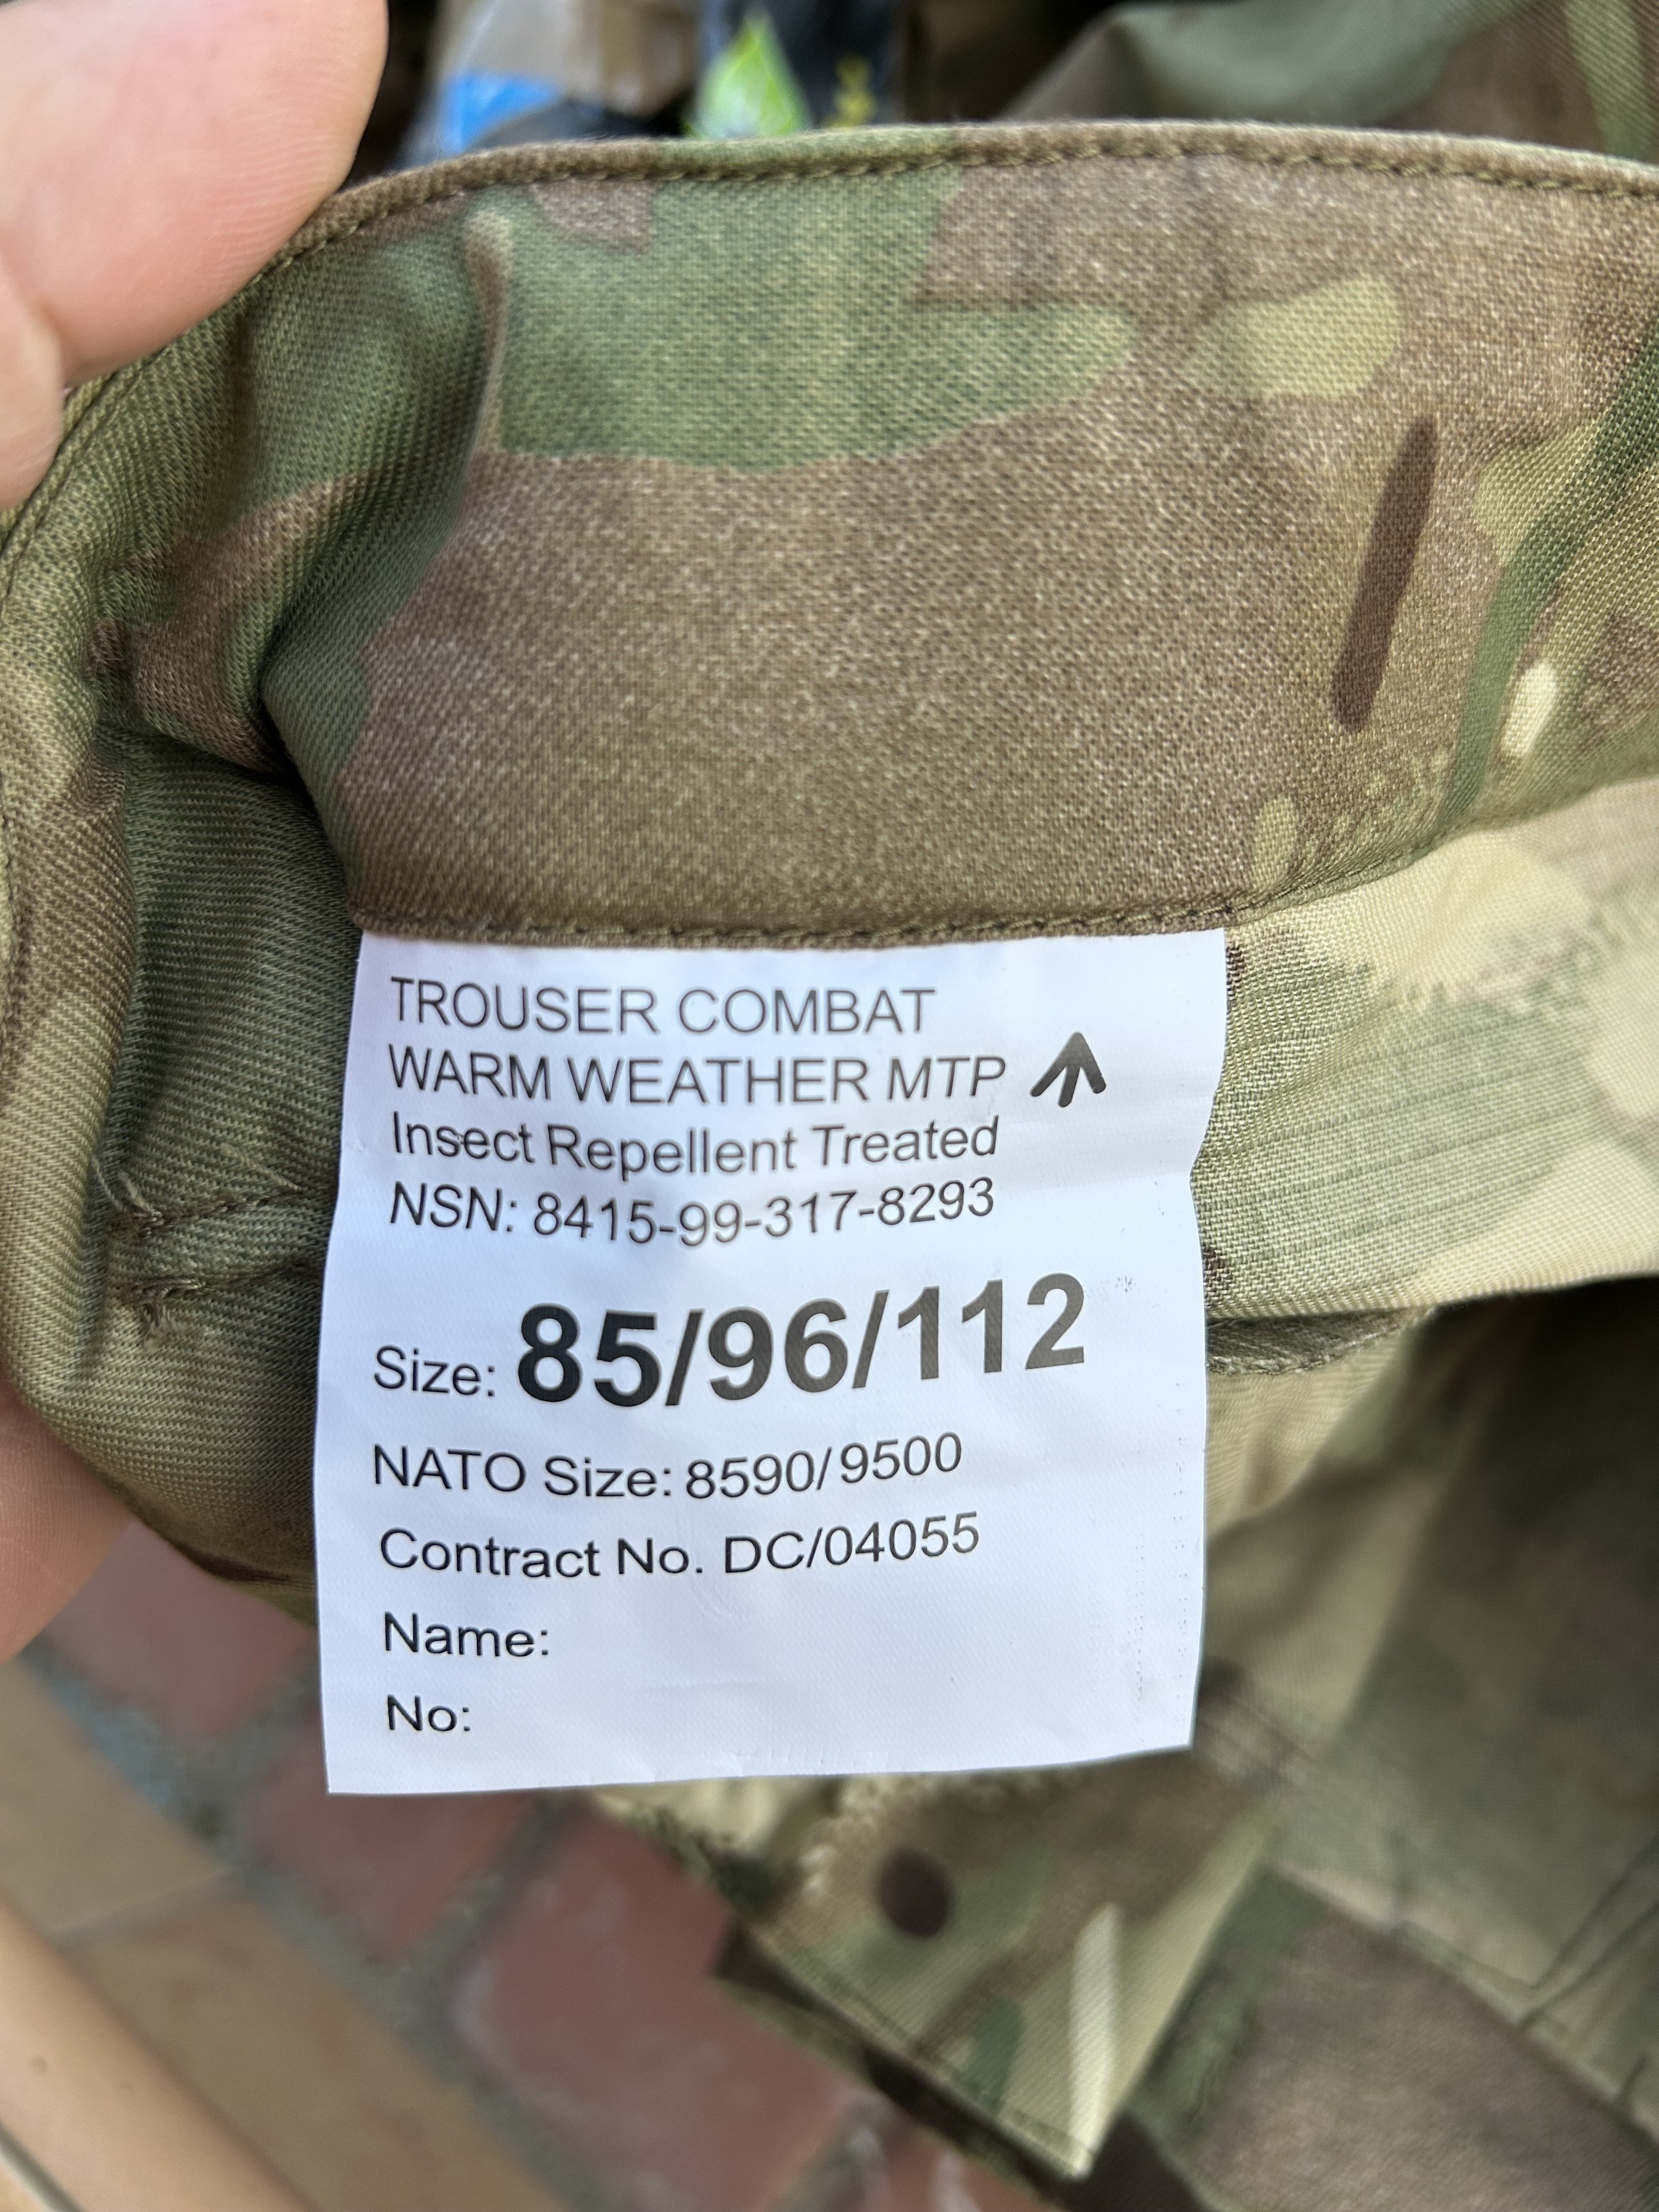 TROUSER COMBAT
WARM WEATHER MTP
Insect Repellent Treated
NSN: 8415-99-317-8293
Size: 85/96/112
NATO Size: 8590/9500
Contract No. DC/04055
Name:
No: